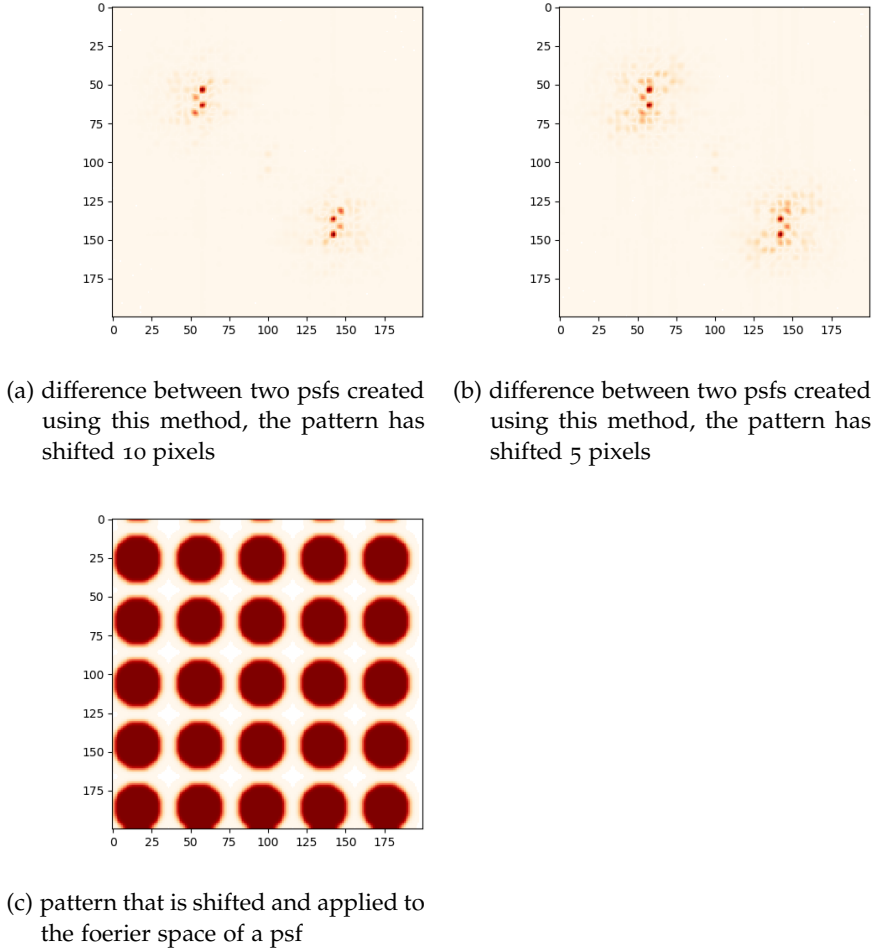 0
25
50
75
100
125
150
175
0 25 50 75 100 125 150 175
0
25
50
75
100
125
150
175
0 25 50 75 100 125 150 175
(a) difference between two psfs created
using this method, the pattern has
shifted 10 pixels
(b) difference between two psfs created
using this method, the pattern has
shifted 5 pixels
0
25
50
75
100
125
150
175
0 25 50 75 100 125 150 175
(c) pattern that is shifted and applied to
the foerier space of a psf